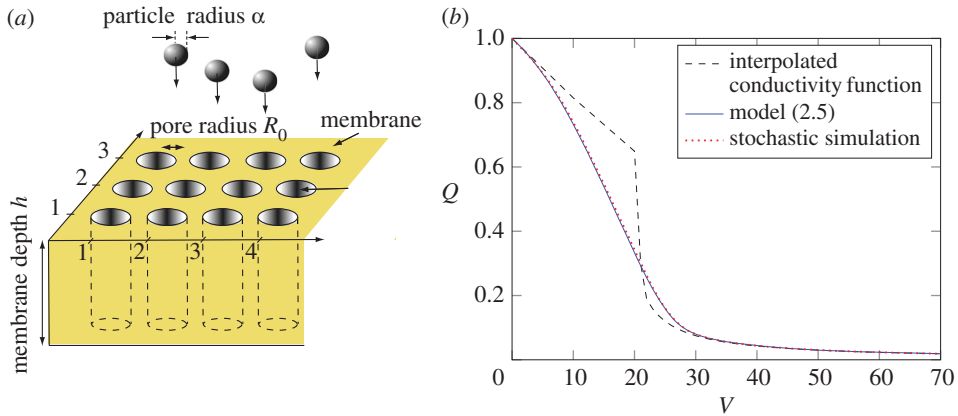 (a)
particle radius α
pore radius R0
membrane
3
2
1
1 2 3 4
membrane depth h
(b)
1.0
0.8
0.6
Q
0.4
0.2
0 10 20 30 40 50 60 70
V
interpolated
conductivity function
model (2.5)
stochastic simulation